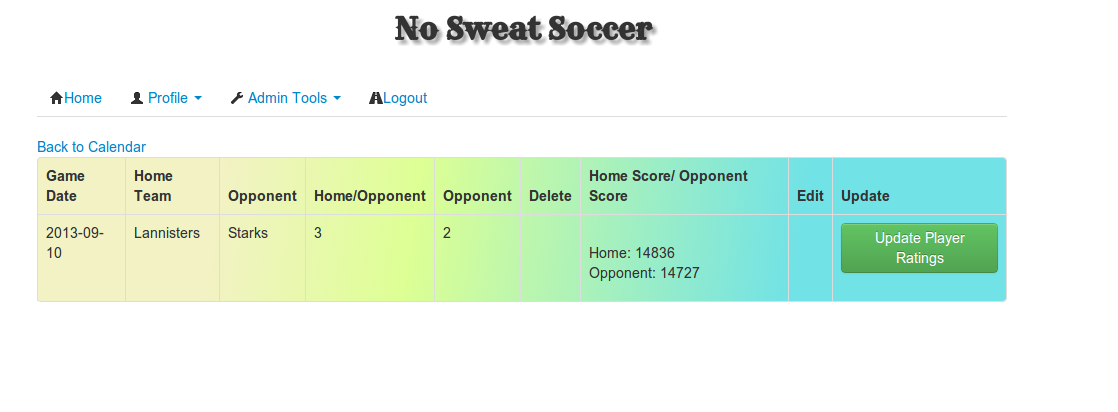 No Sweat Soccer
Home Profile Admin Tools Logout
Back to Calendar
Game Date Home Team Opponent Home/Opponent Opponent Delete Home Score/ Opponent Score Edit Update
2013-09-10 Lannisters Starks 3 2
Home: 14836
Opponent: 14727
Update Player
Ratings